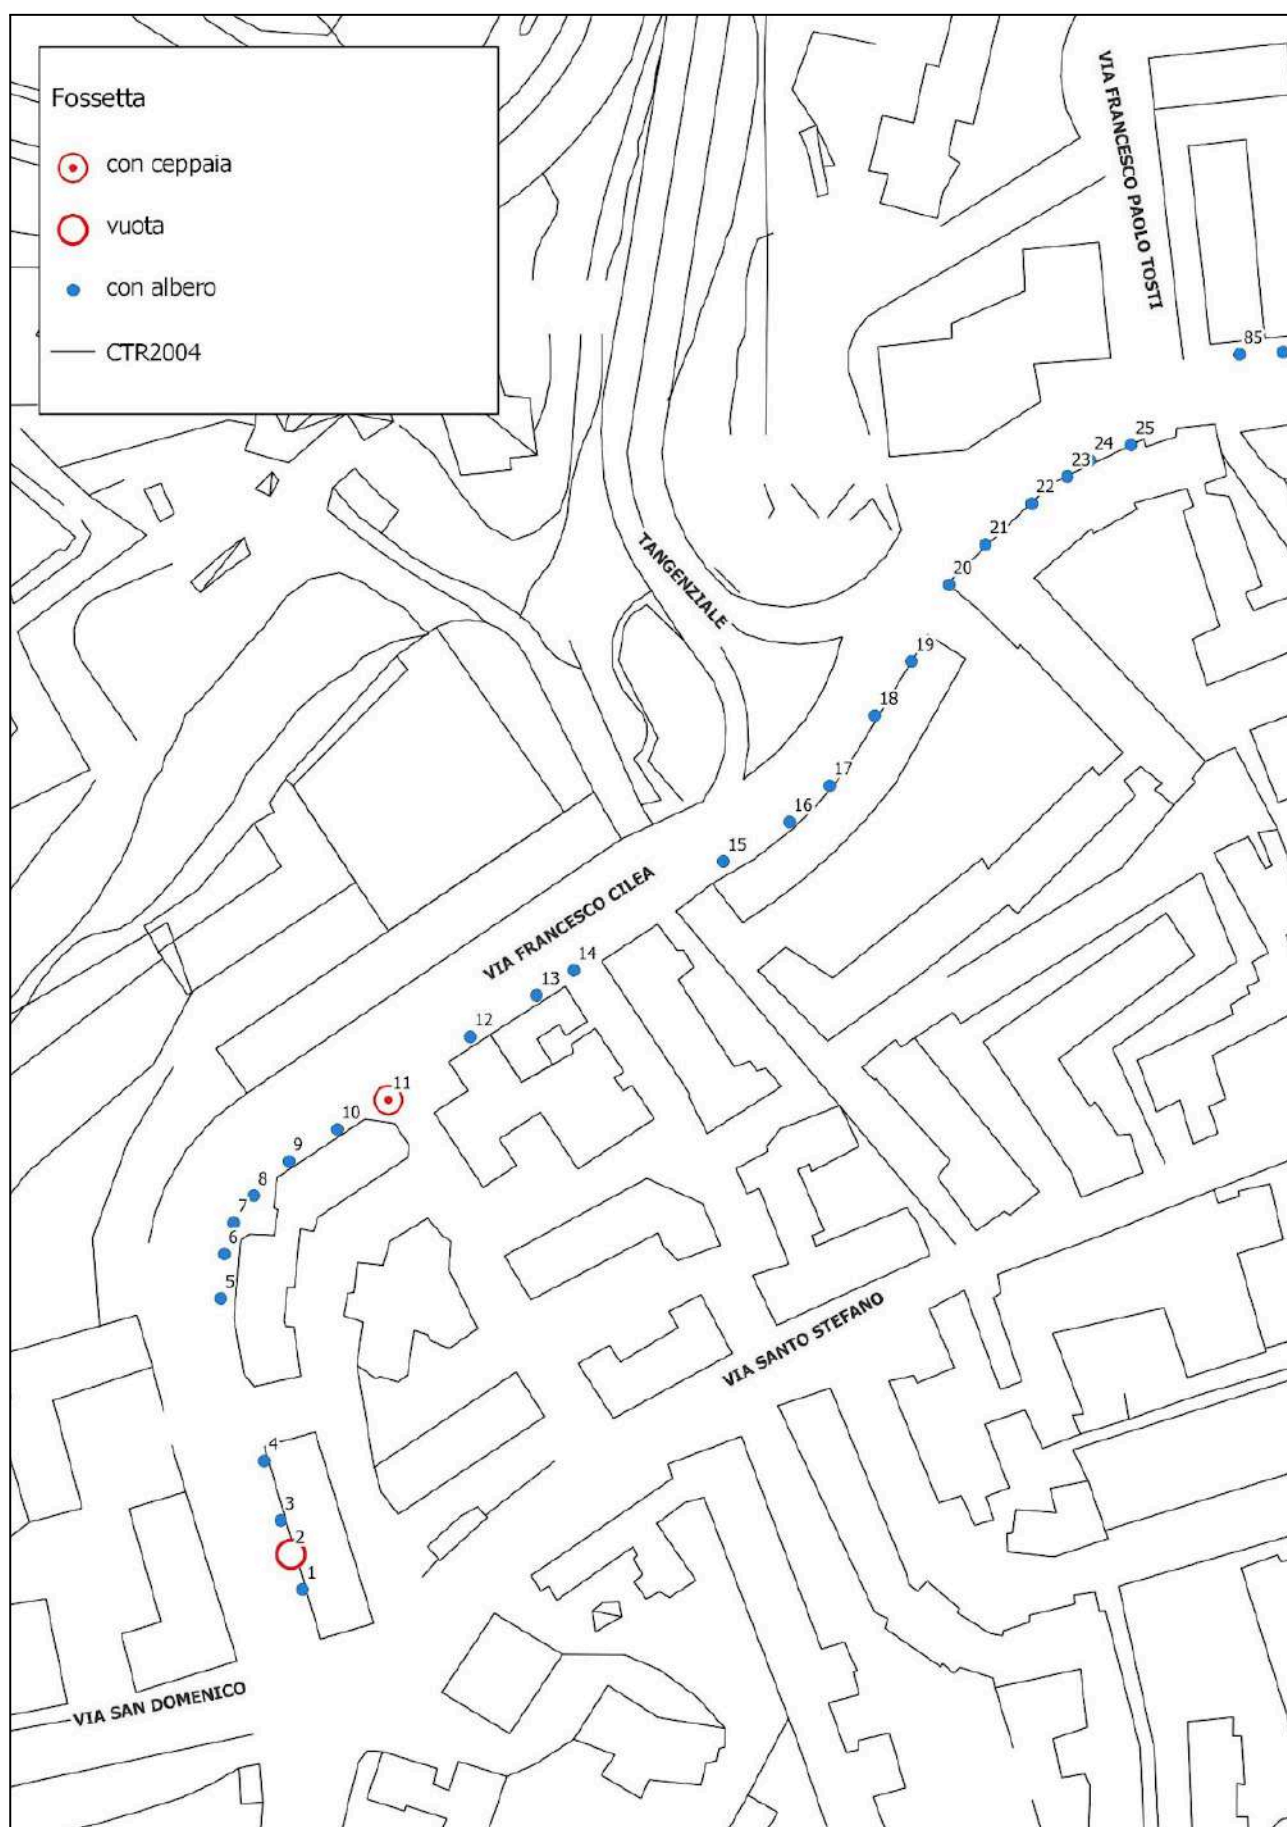 Fossetta
con ceppaia
vuota
con albero
CTR2004
VIA FRANCESCO PAOLO TOSTI
85
25
24
23
22
21
20
TANGENZIALE
19
18
17
16
15
VIA FRANCESCO CILEA
14
13
12
11
10
9
8
7
6
5
VIA SANTO STEFANO
4
3
2
1
VIA SAN DOMENICO